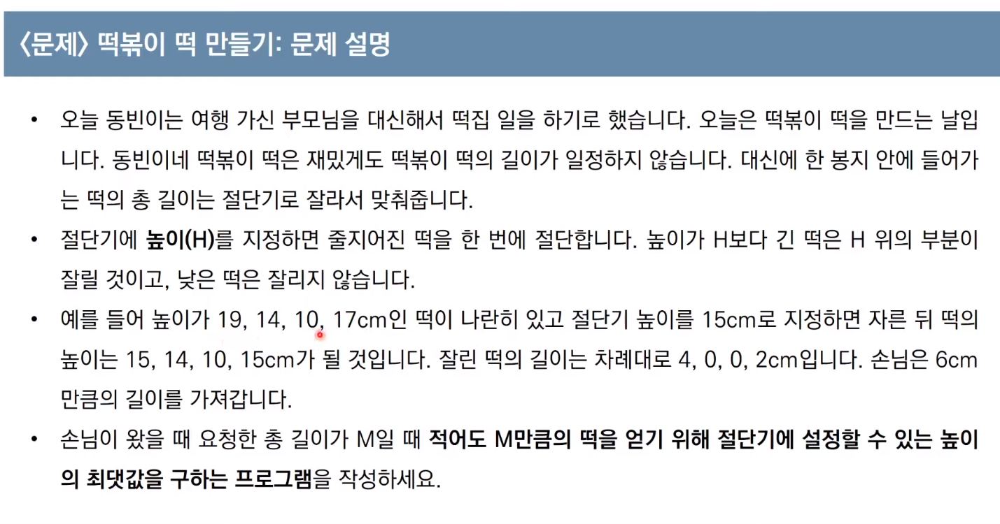 <문제> 떡볶이 떡 만들기: 문제 설명
• 오늘 동빈이는 여행 가신 부모님을 대신해서 떡집 일을 하기로 했습니다. 오늘은 떡볶이 떡을 만드는 날입
니다. 동빈이네 떡볶이 떡은 재밌게도 떡볶이 떡의 길이가 일정하지 않습니다. 대신에 한 봉지 안에 들어가
는 떡의 총 길이는 절단기로 잘라서 맞춰줍니다.
• 절단기에 높이(H)를 지정하면 줄지어진 떡을 한 번에 절단합니다. 높이가 H보다 긴 떡은 H 위의 부분이
잘릴 것이고, 낮은 떡은 잘리지 않습니다.
• 예를 들어 높이가 19, 14, 10, 17cm인 떡이 나란히 있고 절단기 높이를 15cm로 지정하면 자른 뒤 떡의
높이는 15, 14, 10, 15cm가 될 것입니다. 잘린 떡의 길이는 차례대로 4, 0, 0, 2cm입니다. 손님은 6cm
만큼의 길이를 가져갑니다.
• 손님이 왔을 때 요청한 총 길이가 M일 때 적어도 M만큼의 떡을 얻기 위해 절단기에 설정할 수 있는 높이
의 최댓값을 구하는 프로그램을 작성하세요.